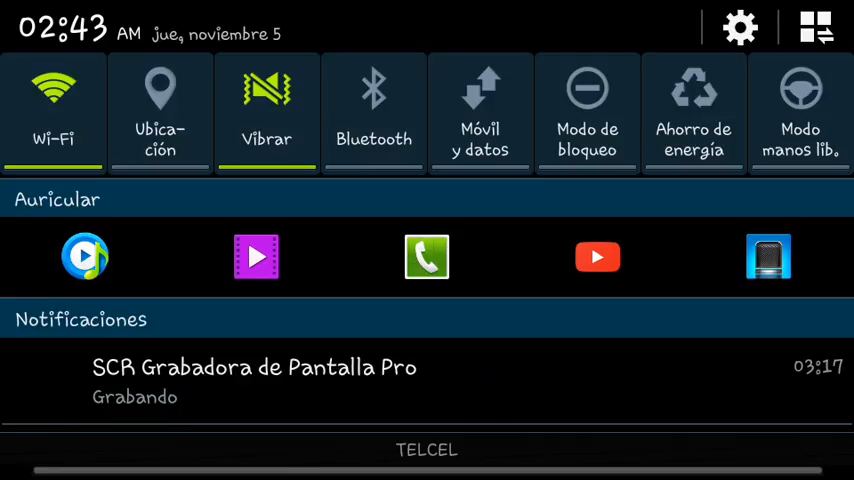 02:43 AM jue, noviembre 5
Wi-Fi
Ubica-
ción
Vibrar
Bluetooth
Móvil
y datos
Modo de
bloqueo
Ahorro de
energía
Modo
manos lib.
Auricular
Notificaciones
SCR Grabadora de Pantalla Pro 03:17
Grabando
TELCEL